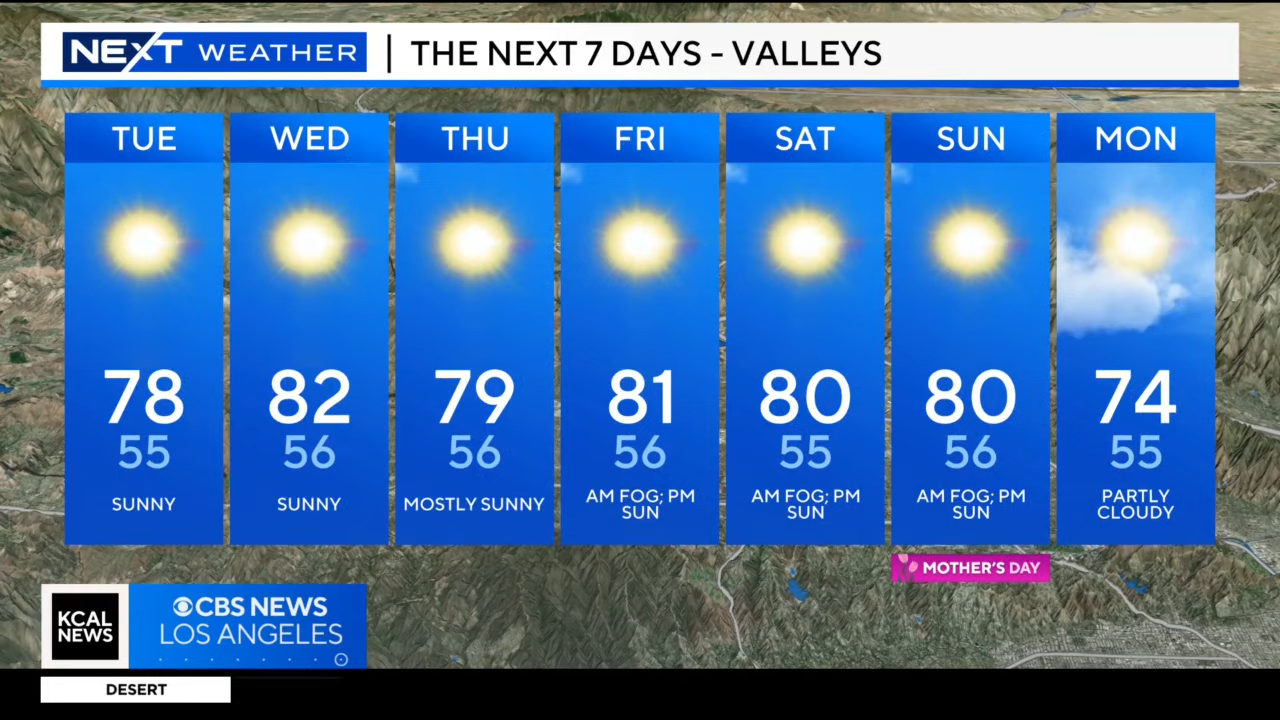 NEXT WEATHER | THE NEXT 7 DAYS - VALLEYS
TUE
78
55
SUNNY
WED
82
56
SUNNY
THU
79
56
MOSTLY SUNNY
FRI
81
56
AM FOG; PM
SUN
SAT
80
55
AM FOG; PM
SUN
SUN
80
56
AM FOG; PM
SUN
MOTHER'S DAY
MON
74
55
PARTLY
CLOUDY
KCAL
NEWS
CBS NEWS
LOS ANGELES
DESERT